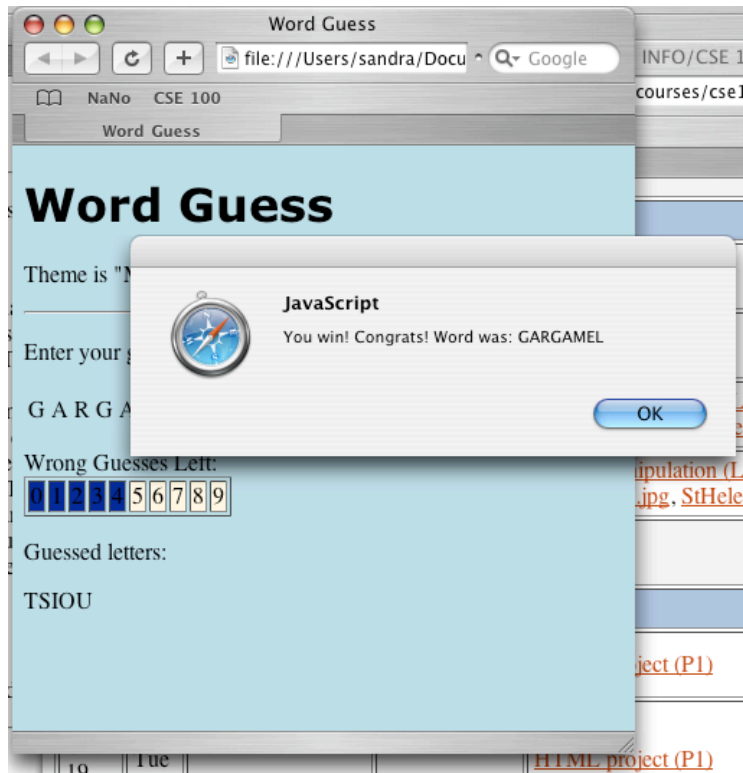 Word Guess
file:///Users/sandra/Docu
Google
INFO/CSE 1
NaNo CSE 100
courses/cse1
Word Guess
Word Guess
Theme is "
JavaScript
You win! Congrats! Word was: GARGAMEL
Enter your
OK
G A R G A
Wrong Guesses Left:
0 1 2 3 4 5 6 7 8 9
ipulation (L
.jpg, StHele
Guessed letters:
TSIOU
ject (P1)
19 Tue HTML project (P1)